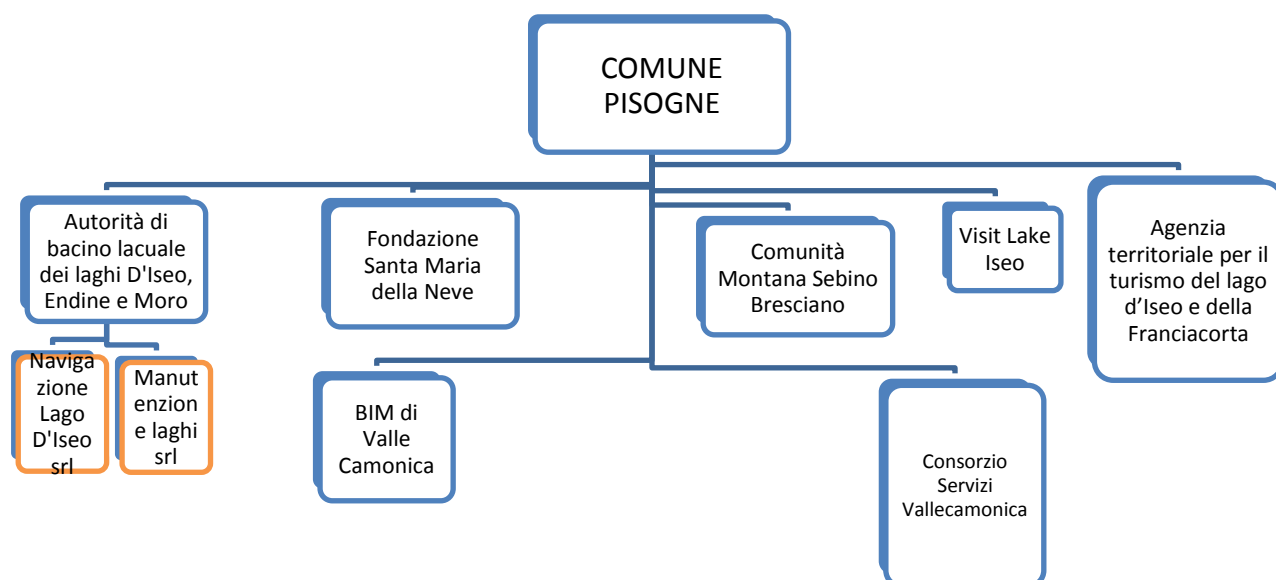 COMUNE
PISOGNE
Autorità di
bacino lacuale
dei laghi D'Iseo,
Endine e Moro
Fondazione
Santa Maria
della Neve
Comunità
Montana Sebino
Bresciano
Visit Lake
Iseo
Agenzia
territoriale per il
turismo del lago
d’Iseo e della
Franciacorta
Naviga
zione
Lago
D'Iseo
srl
Manut
enzion
e laghi
srl
BIM di
Valle
Camonica
Consorzio
Servizi
Vallecamonica